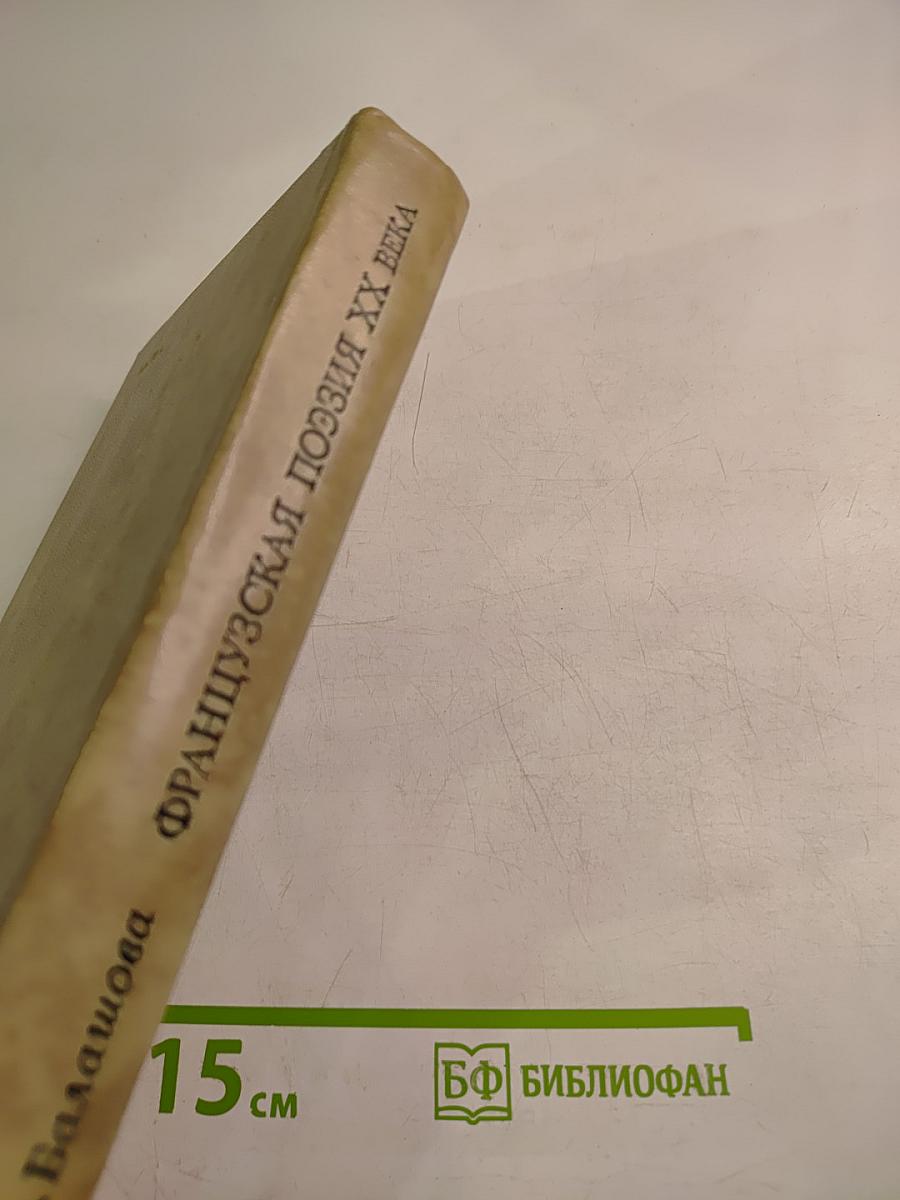 Балашова ФРАНЦУЗСКАЯ ПОЭЗИЯ XX ВЕКА
15 см
БФ БИБЛИОФАН